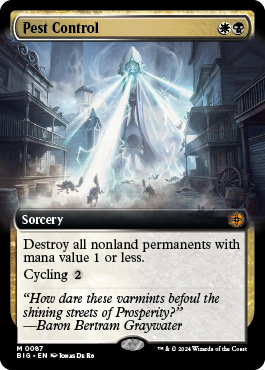 Pest Control
Sorcery
Destroy all nonland permanents with
mana value 1 or less.
Cycling 2
“How dare these varmints befoul the
shining streets of Prosperity?”
—Baron Bertram Graywater
M 0087
BIG • EN Jonas De Ro
™ & © 2024 Wizards of the Coast